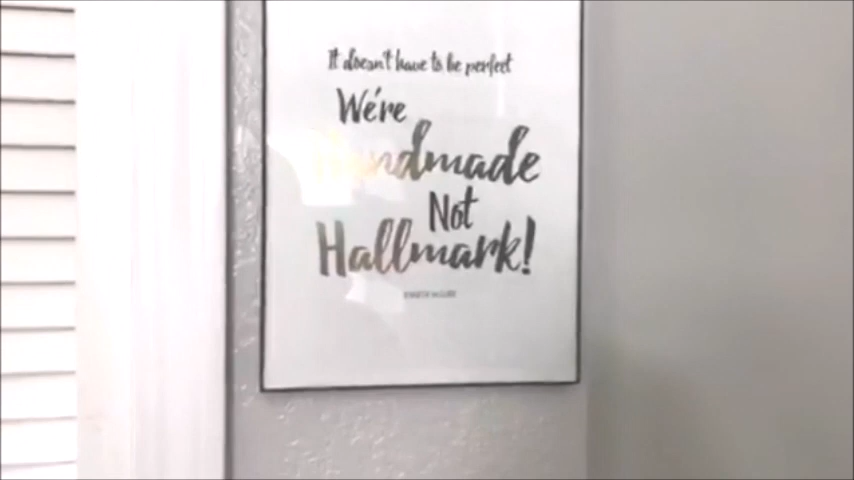 It doesn't have to be perfect
We're
Handmade
Not
Hallmark!